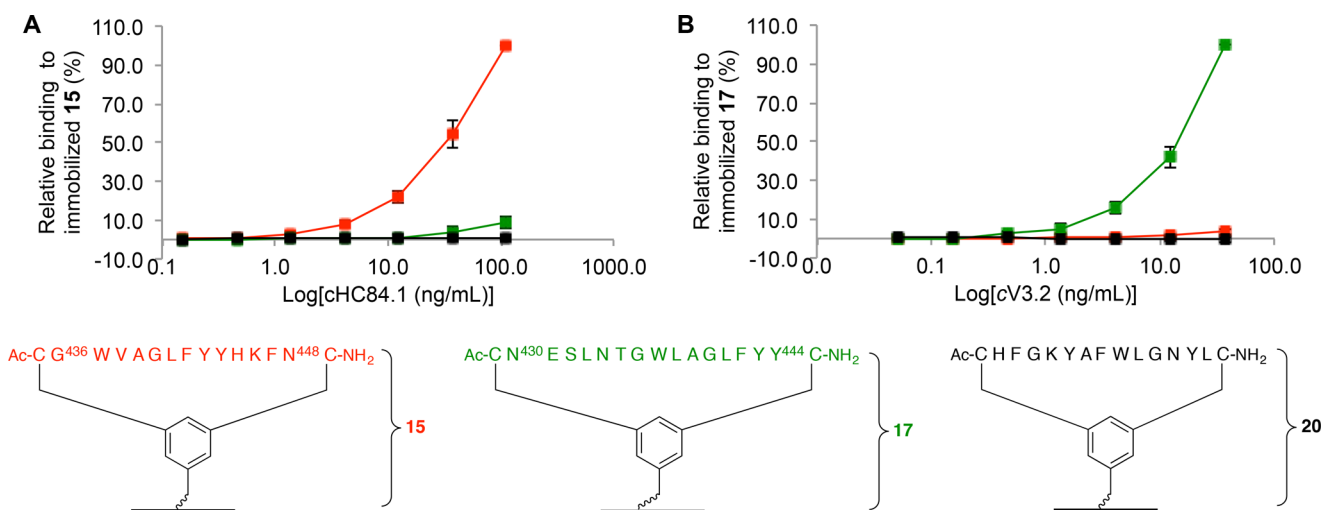 A
Relative binding to
immobilized 15 (%)
110.0
90.0
70.0
50.0
30.0
10.0
-10.0
0.1 1.0 10.0 100.0 1000.0
Log[cHC84.1 (ng/mL)]
B
Relative binding to
immobilized 17 (%)
110.0
90.0
70.0
50.0
30.0
10.0
-10.0
0.0 0.1 1.0 10.0 100.0
Log[cV3.2 (ng/mL)]
Ac-C G⁴³⁶ W V A G L F Y Y H K F N⁴⁴⁸ C-NH₂
15
Ac-C N⁴³⁰ E S L N T G W L A G L F Y Y⁴⁴⁴ C-NH₂
17
Ac-C H F G K Y A F W L G N Y L C-NH₂
20